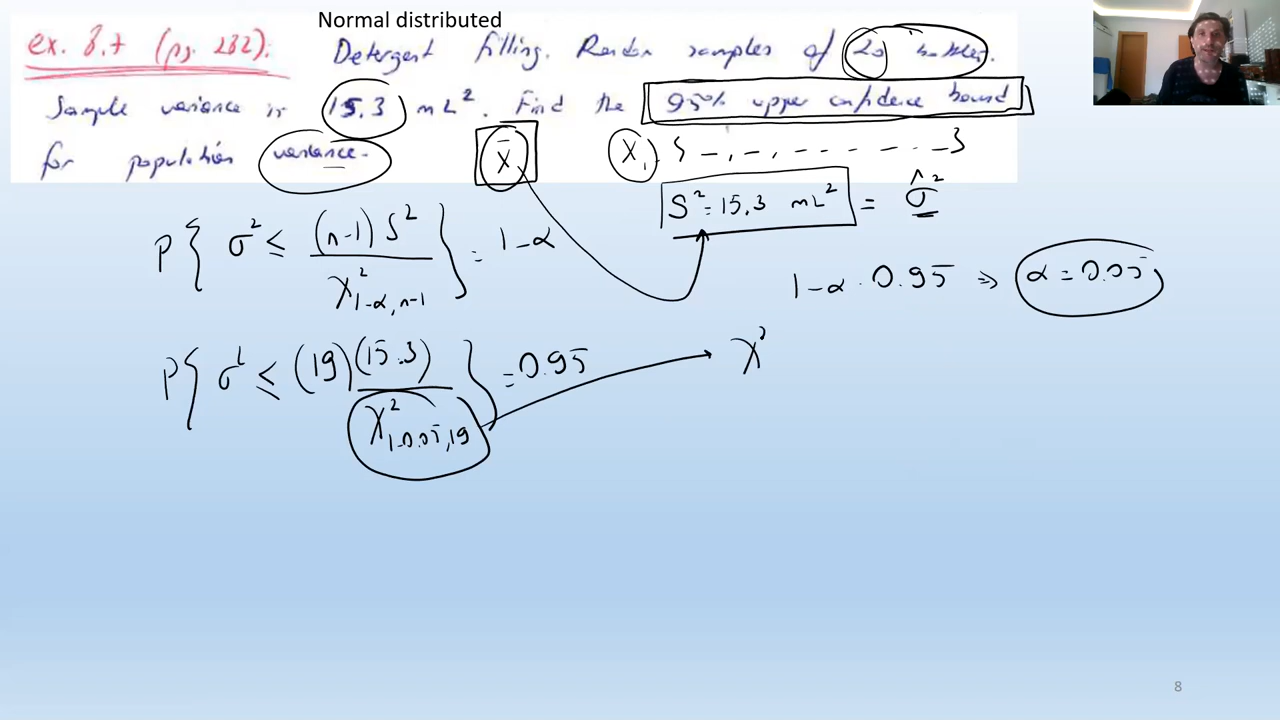 Normal distributed
ex. 8.7 (pg. 282). Detergent filling. Random samples of 20 bottles.
Sample variance is 15.3 mL². Find the 95% upper confidence bound
for population variance. X̄ X₁ { _ , _ , - - - - - - - }
S² = 15.3 mL² = σ̂²
P{ σ² ≤ (n-1) S² / χ²₁₋α,ₙ₋₁ } = 1-α
1-α = 0.95 => α = 0.05
P{ σ² ≤ (19)(15.3) / χ²₁₋₀.₀₅,₁₉ } = 0.95 → χ²
8